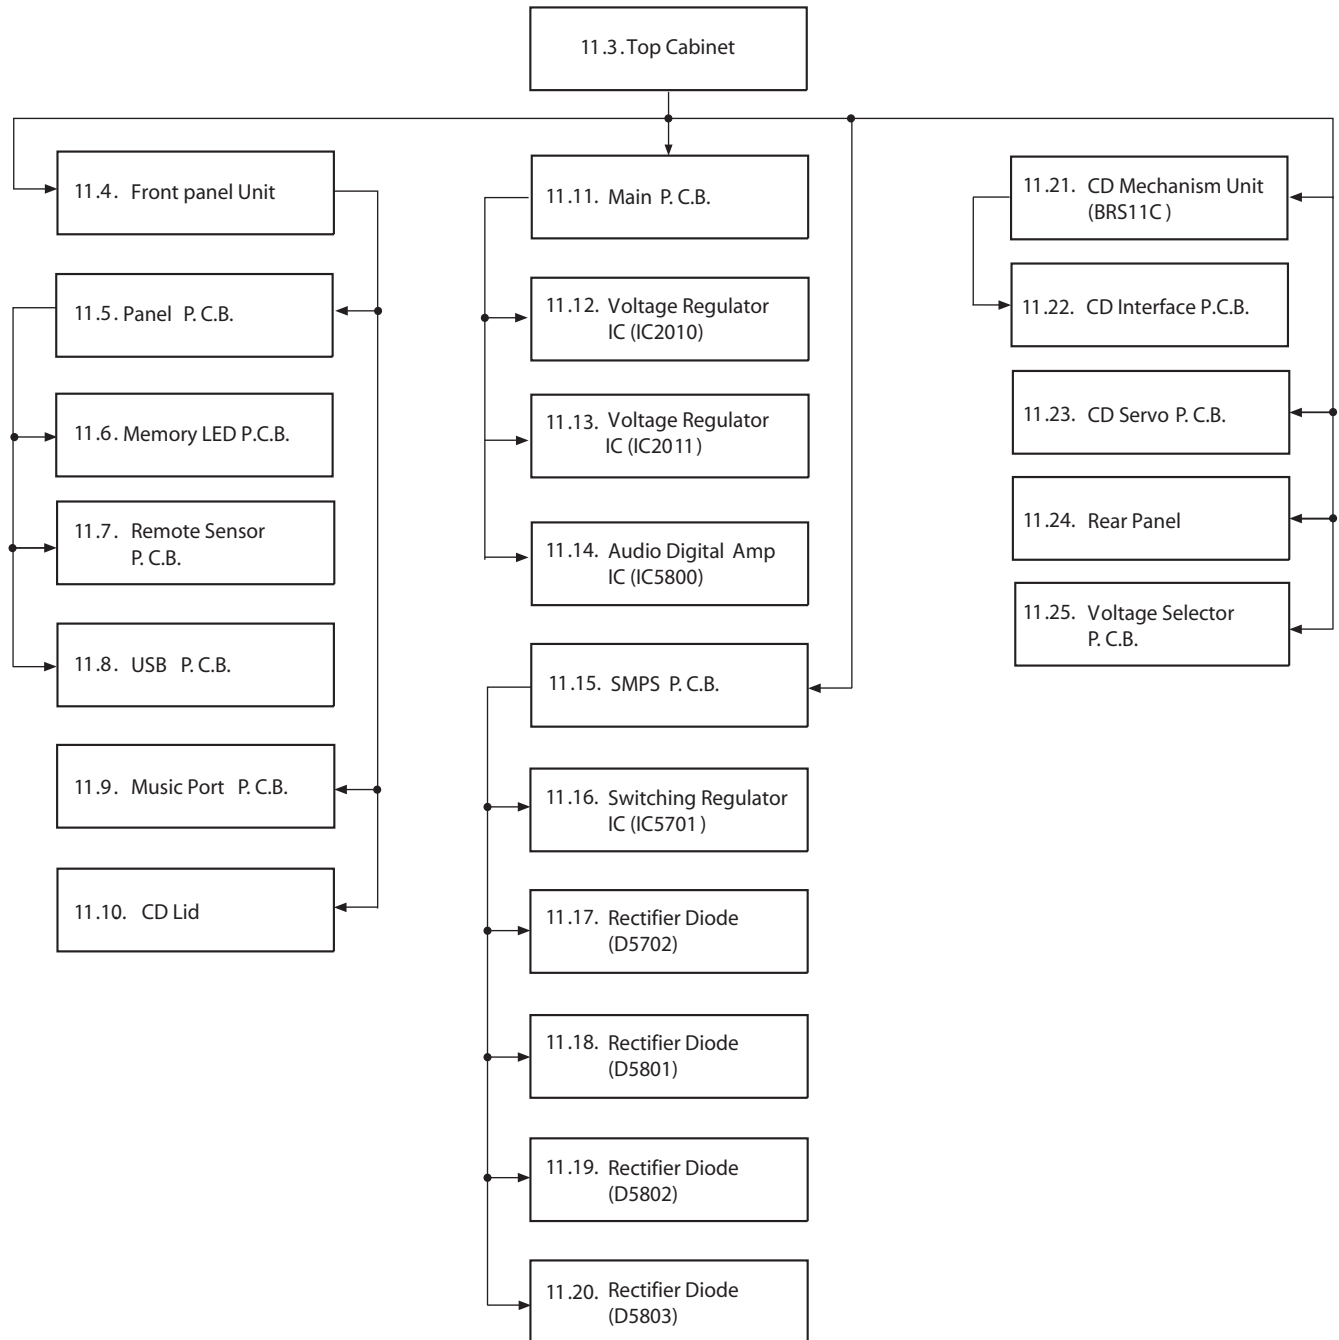 11.3. Top Cabinet
11.4. Front panel Unit
11.5. Panel P.C.B.
11.6. Memory LED P.C.B.
11.7. Remote Sensor
P.C.B.
11.8. USB P.C.B.
11.9. Music Port P.C.B.
11.10. CD Lid
11.11. Main P.C.B.
11.12. Voltage Regulator
IC (IC2010)
11.13. Voltage Regulator
IC (IC2011)
11.14. Audio Digital Amp
IC (IC5800)
11.15. SMPS P.C.B.
11.16. Switching Regulator
IC (IC5701)
11.17. Rectifier Diode
(D5702)
11.18. Rectifier Diode
(D5801)
11.19. Rectifier Diode
(D5802)
11.20. Rectifier Diode
(D5803)
11.21. CD Mechanism Unit
(BRS11C)
11.22. CD Interface P.C.B.
11.23. CD Servo P.C.B.
11.24. Rear Panel
11.25. Voltage Selector
P.C.B.